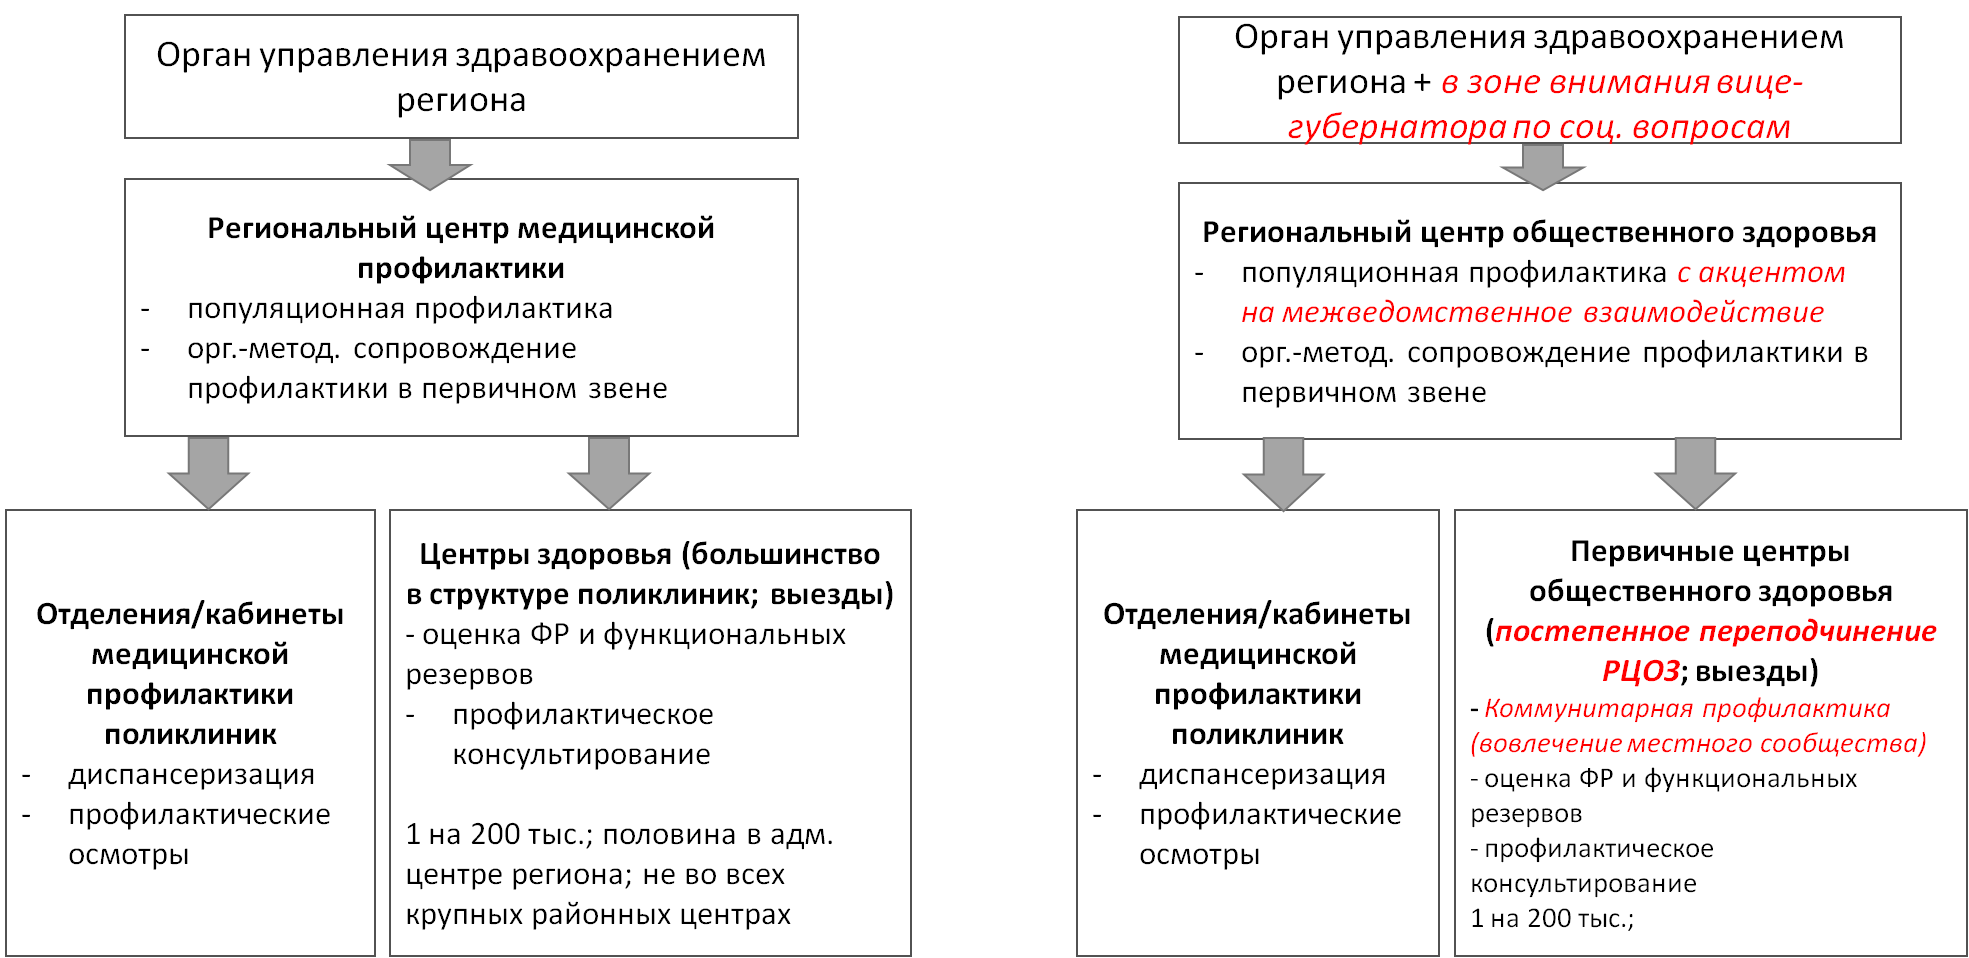 Орган управления здравоохранением
региона
Региональный центр медицинской
профилактики
- популяционная профилактика
- орг.-метод. сопровождение
профилактики в первичном звене
Отделения/кабинеты
медицинской
профилактики
поликлиник
- диспансеризация
- профилактические
осмотры
Центры здоровья (большинство
в структуре поликлиник; выезды)
- оценка ФР и функциональных
резервов
- профилактическое
консультирование
1 на 200 тыс.; половина в адм.
центре региона; не во всех
крупных районных центрах
Орган управления здравоохранением
региона + в зоне внимания вице-
губернатора по соц. вопросам
Региональный центр общественного здоровья
- популяционная профилактика с акцентом
на межведомственное взаимодействие
- орг.-метод. сопровождение профилактики в
первичном звене
Отделения/кабинеты
медицинской
профилактики
поликлиник
- диспансеризация
- профилактические
осмотры
Первичные центры
общественного здоровья
(постепенное переподчинение
РЦОЗ; выезды)
- Коммунитарная профилактика
(вовлечение местного сообщества)
- оценка ФР и функциональных
резервов
- профилактическое
консультирование
1 на 200 тыс.;